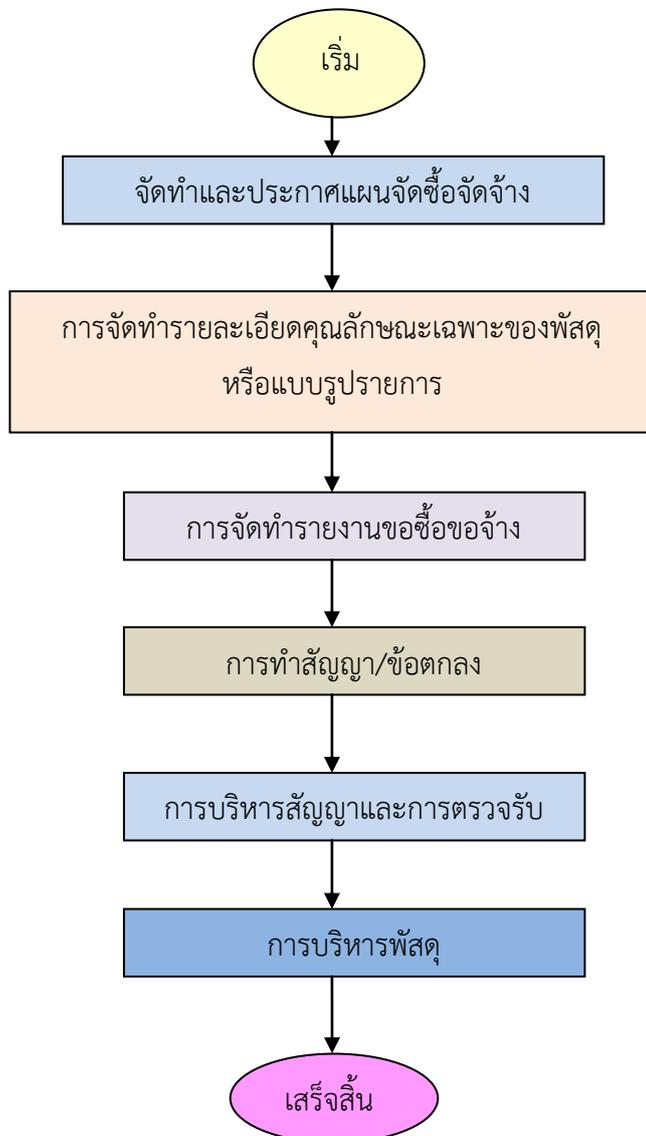 เริ่ม
จัดทำและประกาศแผนจัดซื้อจัดจ้าง
การจัดทำรายละเอียดคุณลักษณะเฉพาะของพัสดุ
หรือแบบรูปรายการ
การจัดทำรายงานขอซื้อขอจ้าง
การทำสัญญา/ข้อตกลง
การบริหารสัญญาและการตรวจรับ
การบริหารพัสดุ
เสร็จสิ้น